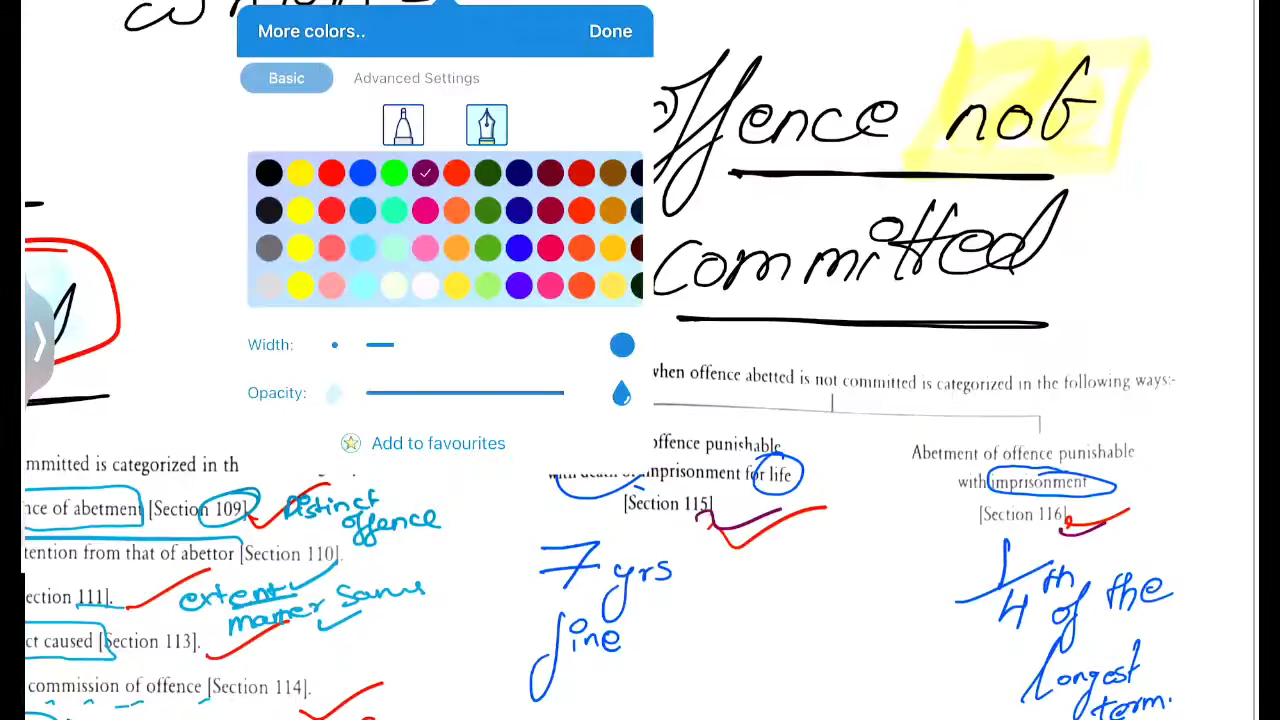 More colors..
Done
Basic
Advanced Settings
Width:
Opacity:
Add to favourites
Offence not
committed
when offence abetted is not committed is categorized in the following ways:-
offence punishable
imprisonment for life
[Section 115]
Abetment of offence punishable
with imprisonment
[Section 116]
7 yrs
fine
1/4 th
of the
longest
term.
mmitted is categorized in th
nce of abetment [Section 109]
Distinct
offence
tention from that of abettor [Section 110].
ection 111].
extent
manner same
ct caused [Section 113].
commission of offence [Section 114].